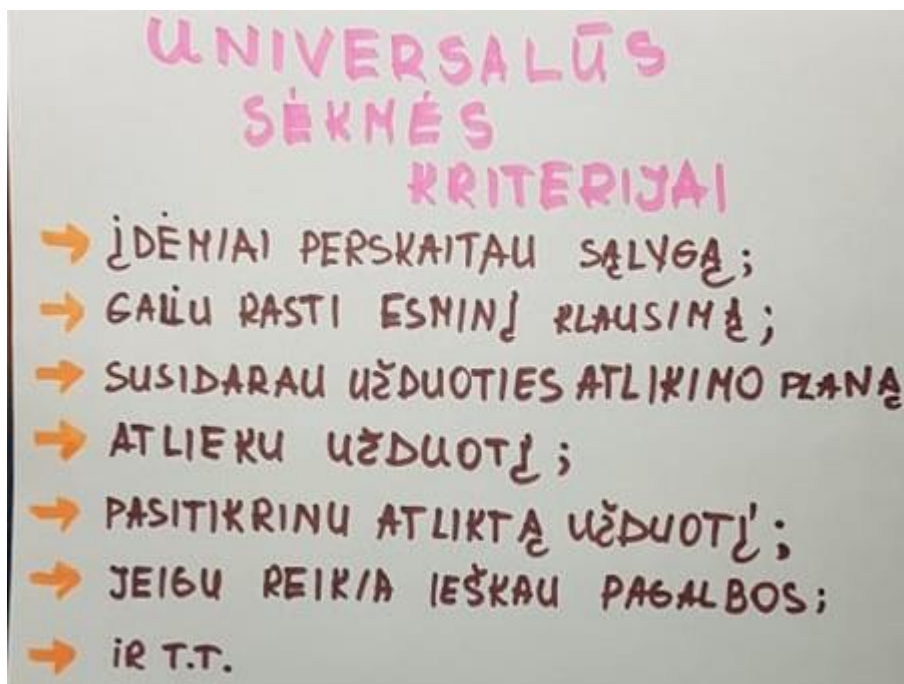 UNIVERSALŪS
SĖKMĖS
KRITERIJAI
→ ĮDĖMIAI PERSKAITAU SĄLYGĄ;
→ GALIU RASTI ESMINĮ KLAUSIMĄ;
→ SUSIDARAU UŽDUOTIES ATLIKIMO PLANĄ
→ ATLIEKU UŽDUOTĮ;
→ PASITIKRINU ATLIKTĄ UŽDUOTĮ;
→ JEIGU REIKIA IEŠKAU PAGALBOS;
→ IR T.T.